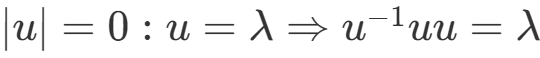 |u| = 0 : u = λ ⇒ u⁻¹uu = λ